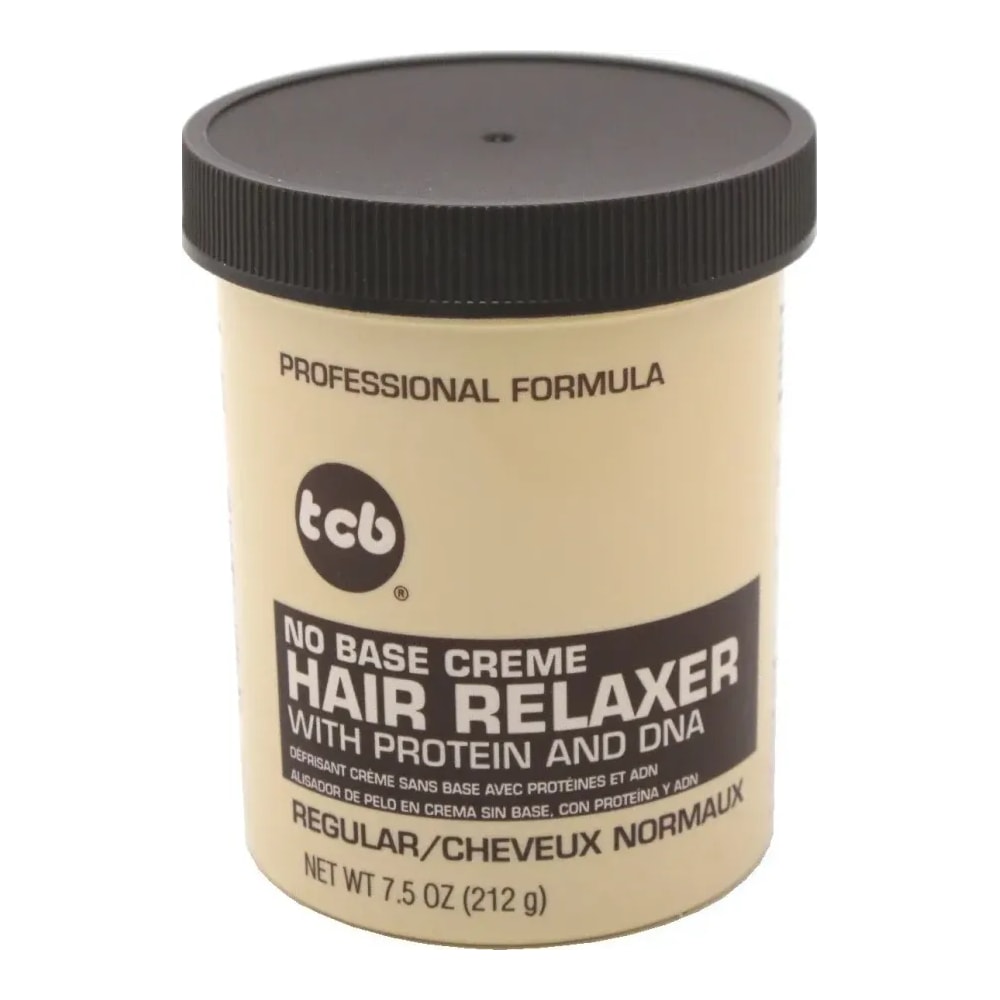 PROFESSIONAL FORMULA
tcb
®
NO BASE CREME
HAIR RELAXER
WITH PROTEIN AND DNA
DÉFRISANT CRÈME SANS BASE AVEC PROTÉINES ET ADN
ALISADOR DE PELO EN CREMA SIN BASE, CON PROTEÍNA Y ADN
REGULAR/CHEVEUX NORMAUX
NET WT 7.5 OZ (212 g)